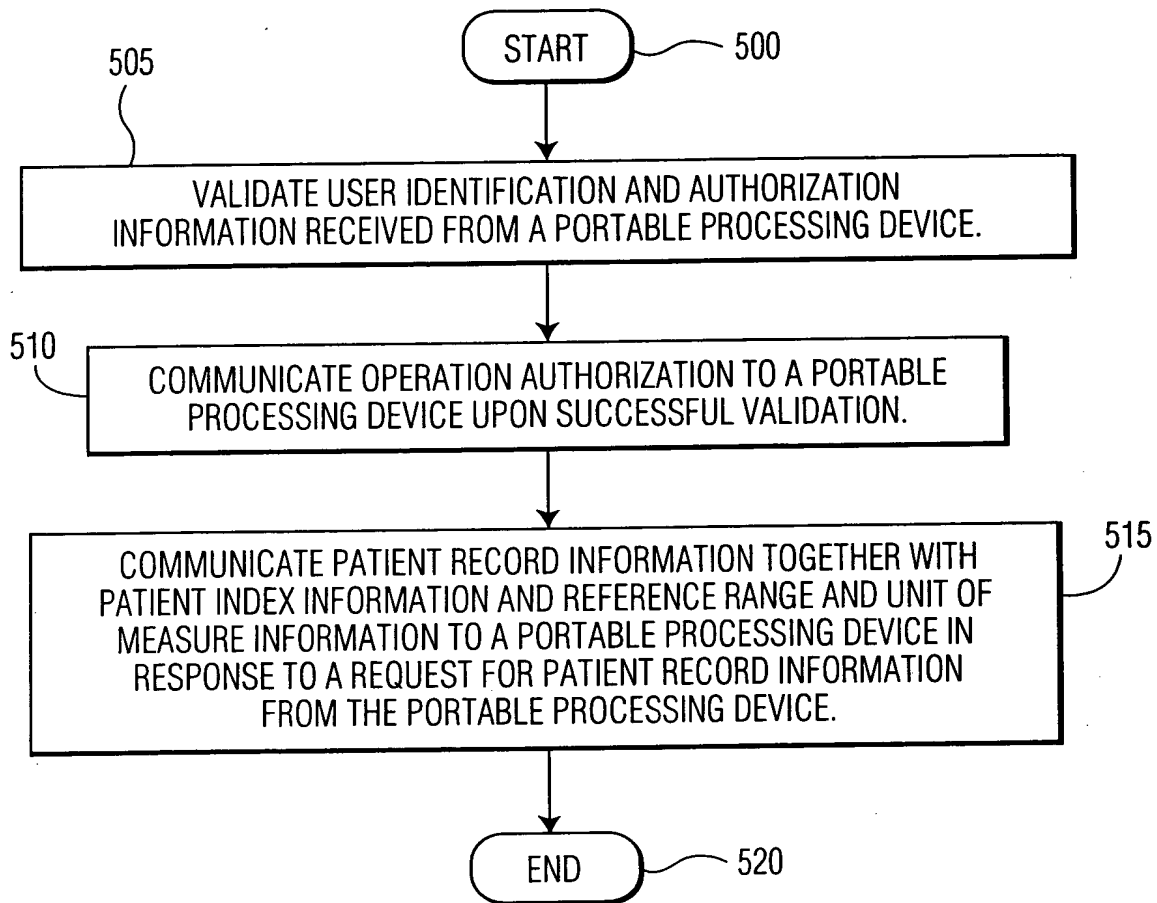 START
500
505
VALIDATE USER IDENTIFICATION AND AUTHORIZATION
INFORMATION RECEIVED FROM A PORTABLE PROCESSING DEVICE.
510
COMMUNICATE OPERATION AUTHORIZATION TO A PORTABLE
PROCESSING DEVICE UPON SUCCESSFUL VALIDATION.
515
COMMUNICATE PATIENT RECORD INFORMATION TOGETHER WITH
PATIENT INDEX INFORMATION AND REFERENCE RANGE AND UNIT OF
MEASURE INFORMATION TO A PORTABLE PROCESSING DEVICE IN
RESPONSE TO A REQUEST FOR PATIENT RECORD INFORMATION
FROM THE PORTABLE PROCESSING DEVICE.
END
520